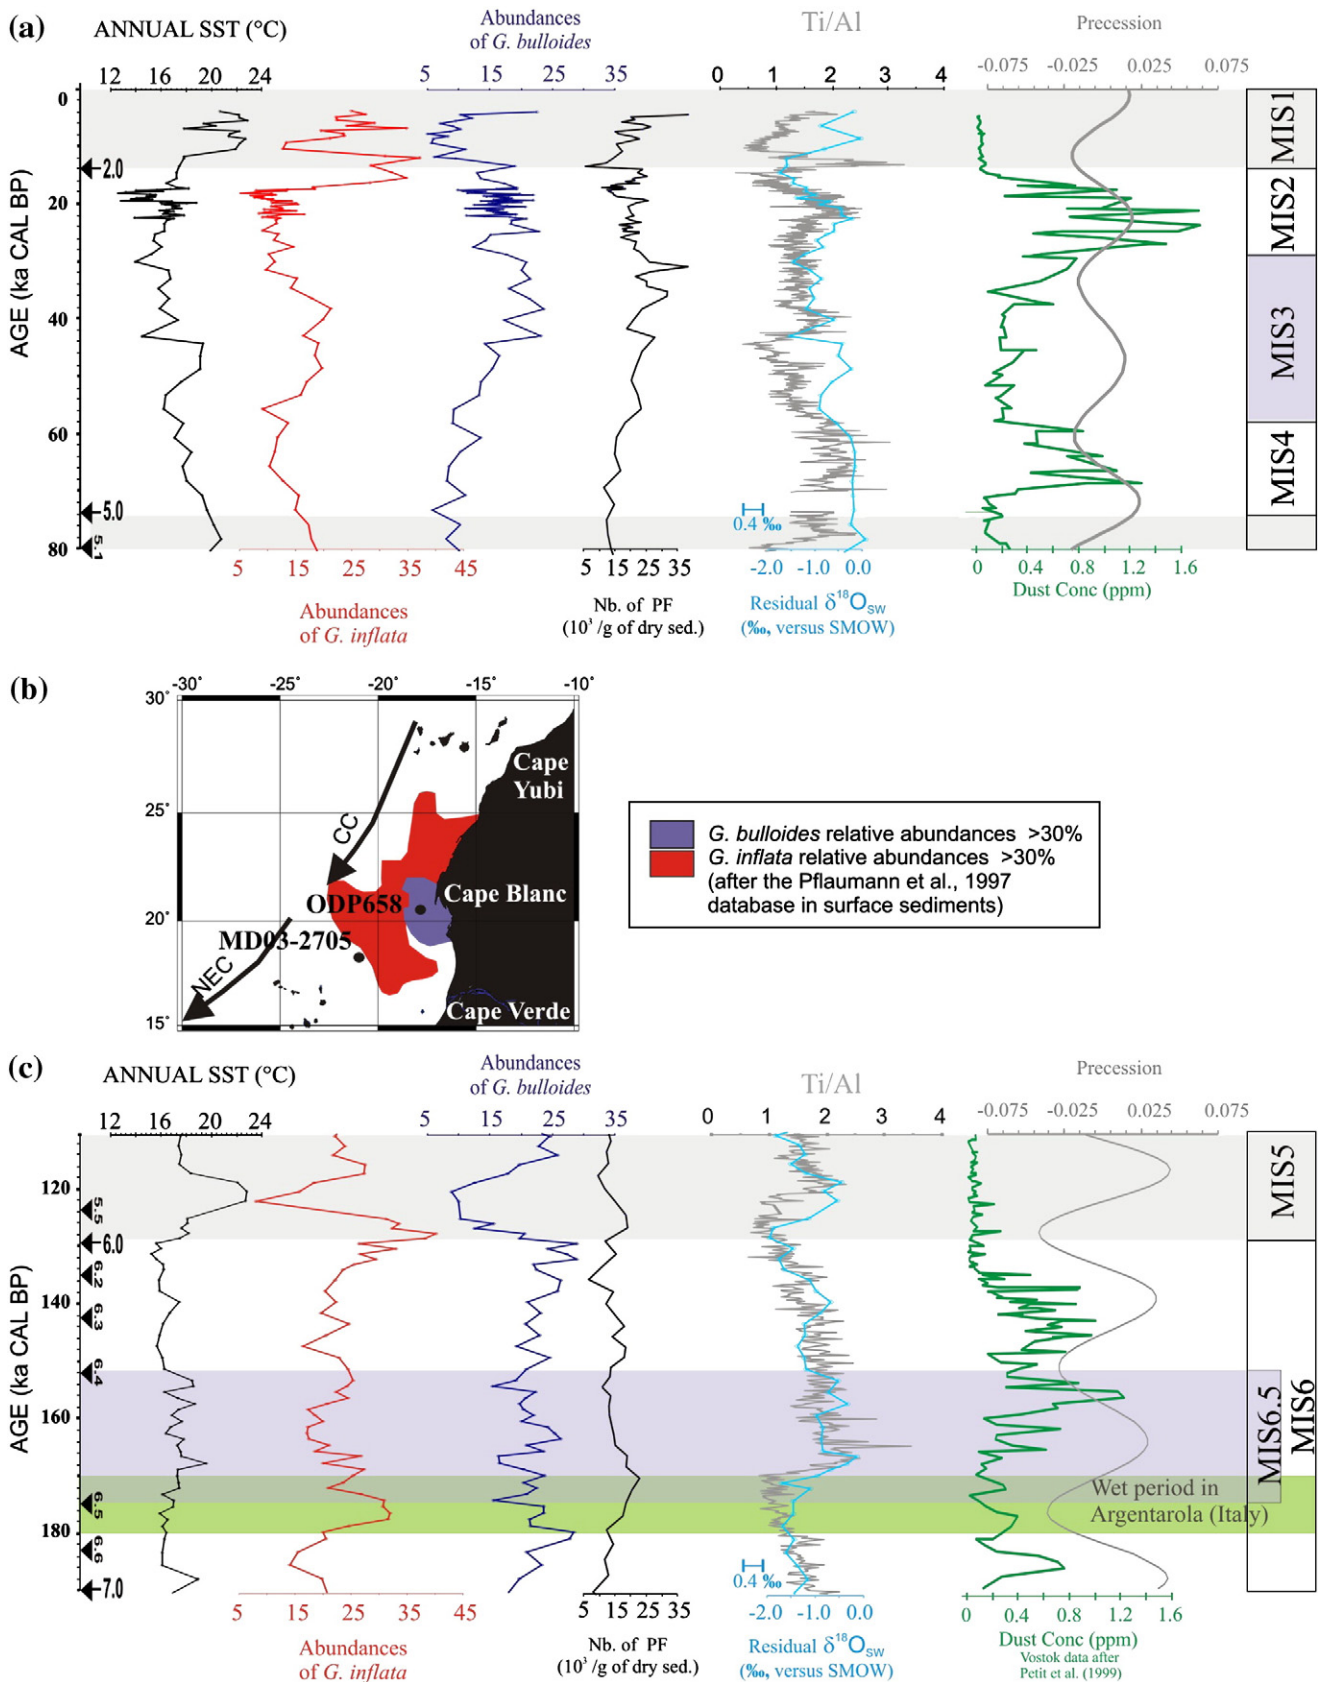 (a)
ANNUAL SST (°C)
Abundances
of G. bulloides
Ti/Al
Precession
12 16 20 24
5 15 25 35
0 1 2 3 4
-0.075 -0.025 0.025 0.075
AGE (ka CAL BP)
0
20
40
60
80
2.0
5.0
5.1
MIS1
MIS2
MIS3
MIS4
0.4 ‰
5 15 25 35 45
Abundances
of G. inflata
5 15 25 35
Nb. of PF
(10³ /g of dry sed.)
-2.0 -1.0 0.0
Residual δ¹⁸Osw
(‰, versus SMOW)
0 0.4 0.8 1.2 1.6
Dust Conc (ppm)
(b)
-30° -25° -20° -15° -10°
30°
25°
20°
15°
Cape
Yubi
CC
Cape Blanc
ODP658
MD03-2705
NEC
Cape Verde
G. bulloides relative abundances >30%
G. inflata relative abundances >30%
(after the Pflaumann et al., 1997
database in surface sediments)
(c)
ANNUAL SST (°C)
Abundances
of G. bulloides
Ti/Al
Precession
12 16 20 24
5 15 25 35
0 1 2 3 4
-0.075 -0.025 0.025 0.075
AGE (ka CAL BP)
120
140
160
180
5.5
6.0
6.2
6.3
6.4
6.5
6.6
7.0
MIS5
MIS6.5
MIS6
Wet period in
Argentarola (Italy)
0.4 ‰
5 15 25 35 45
Abundances
of G. inflata
5 15 25 35
Nb. of PF
(10³ /g of dry sed.)
-2.0 -1.0 0.0
Residual δ¹⁸Osw
(‰, versus SMOW)
0 0.4 0.8 1.2 1.6
Dust Conc (ppm)
Vostok data after
Petit et al. (1999)